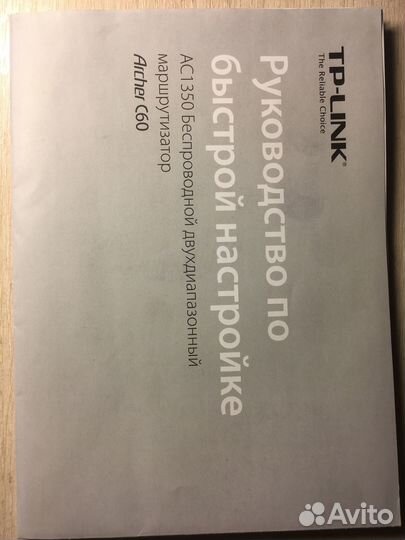 TP-LINK®
The Reliable Choice
Руководство по
быстрой настройке
AC1350 Беспроводной двухдиапазонный
маршрутизатор
Archer C60
Avito